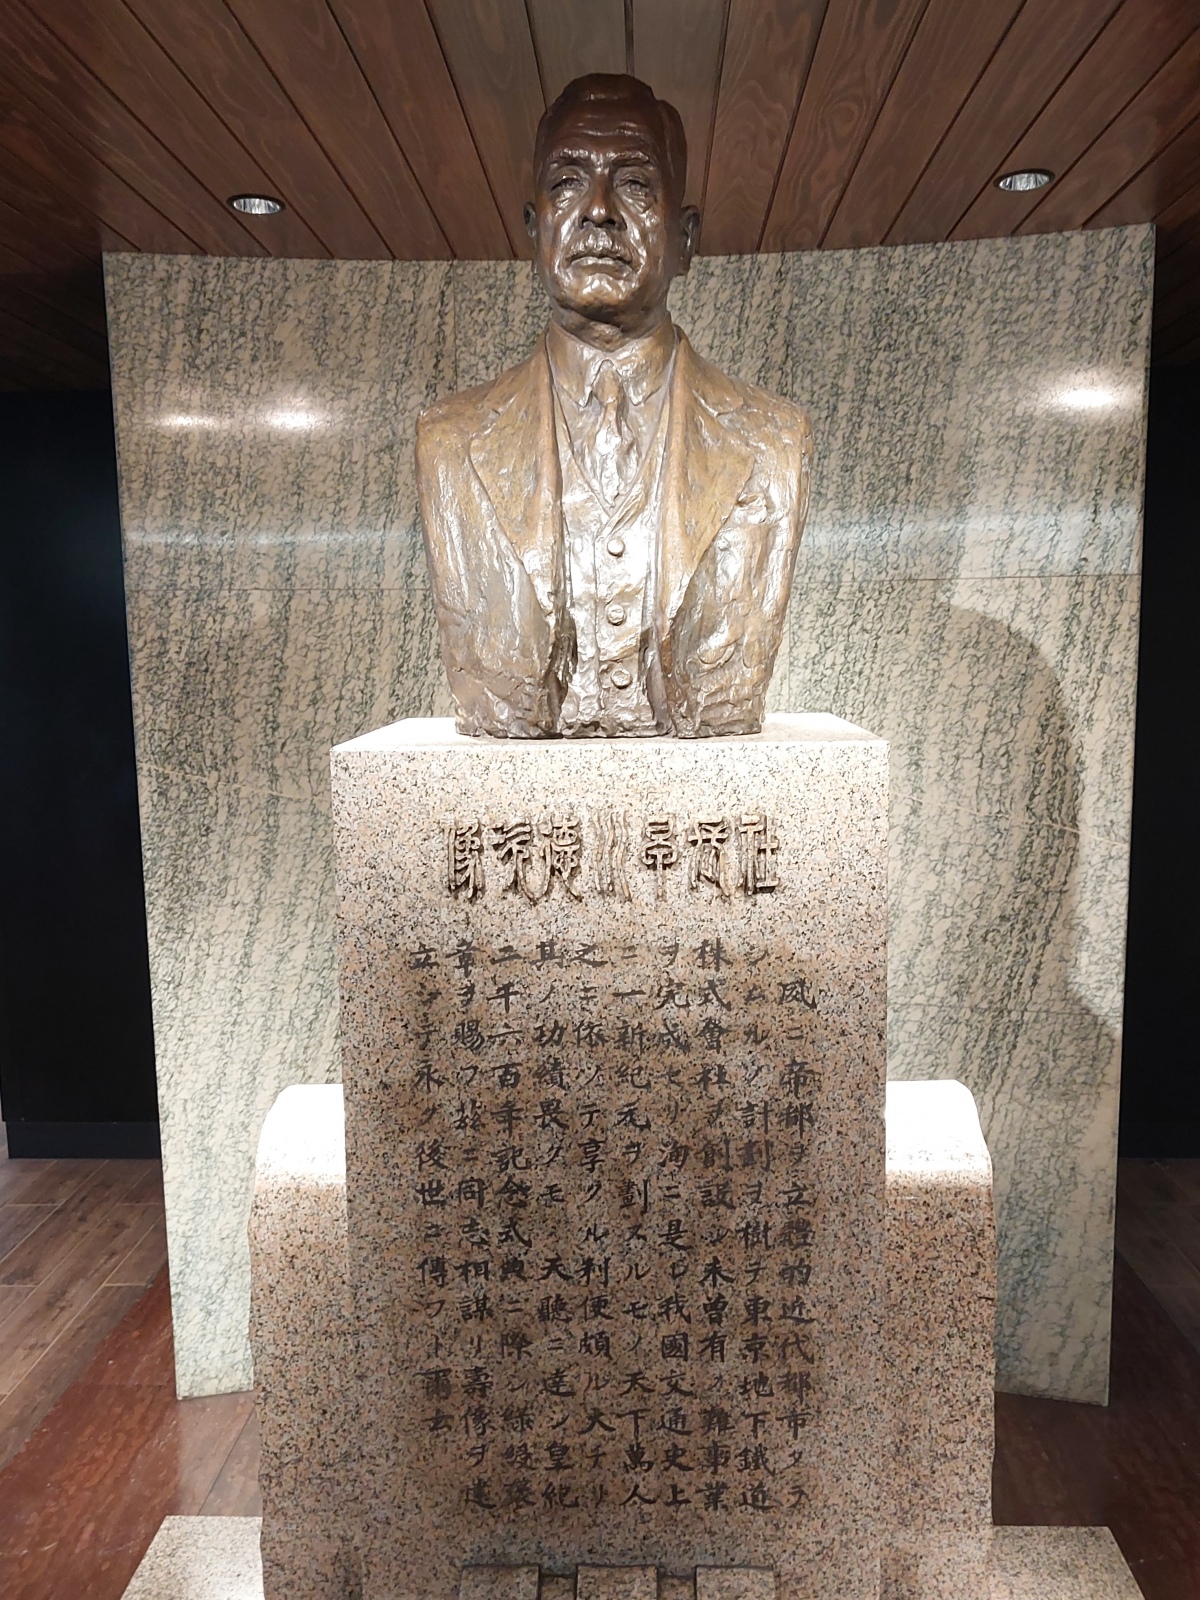 社長早川德次像
夙ニ帝都ヲ立體的近代都市タラ
シムルノ計劃ヲ樹テ東京地下鐵道
株式會社ヲ創設シ未曾有ノ難事業
ヲ完成セリ洵ニ是レ我國交通史上
ニ一新紀元ヲ劃スルモノ天下萬人
之ニ依ツテ享クル利便頗ル大ナリ
其ノ功績畏クモ 天聽ニ達シ皇紀
二千六百年記念式典ニ際シ綠綬褒
章ヲ賜フ玆ニ同志相謀リ壽像ヲ建
立シテ永ク後世ニ傳フト爾云